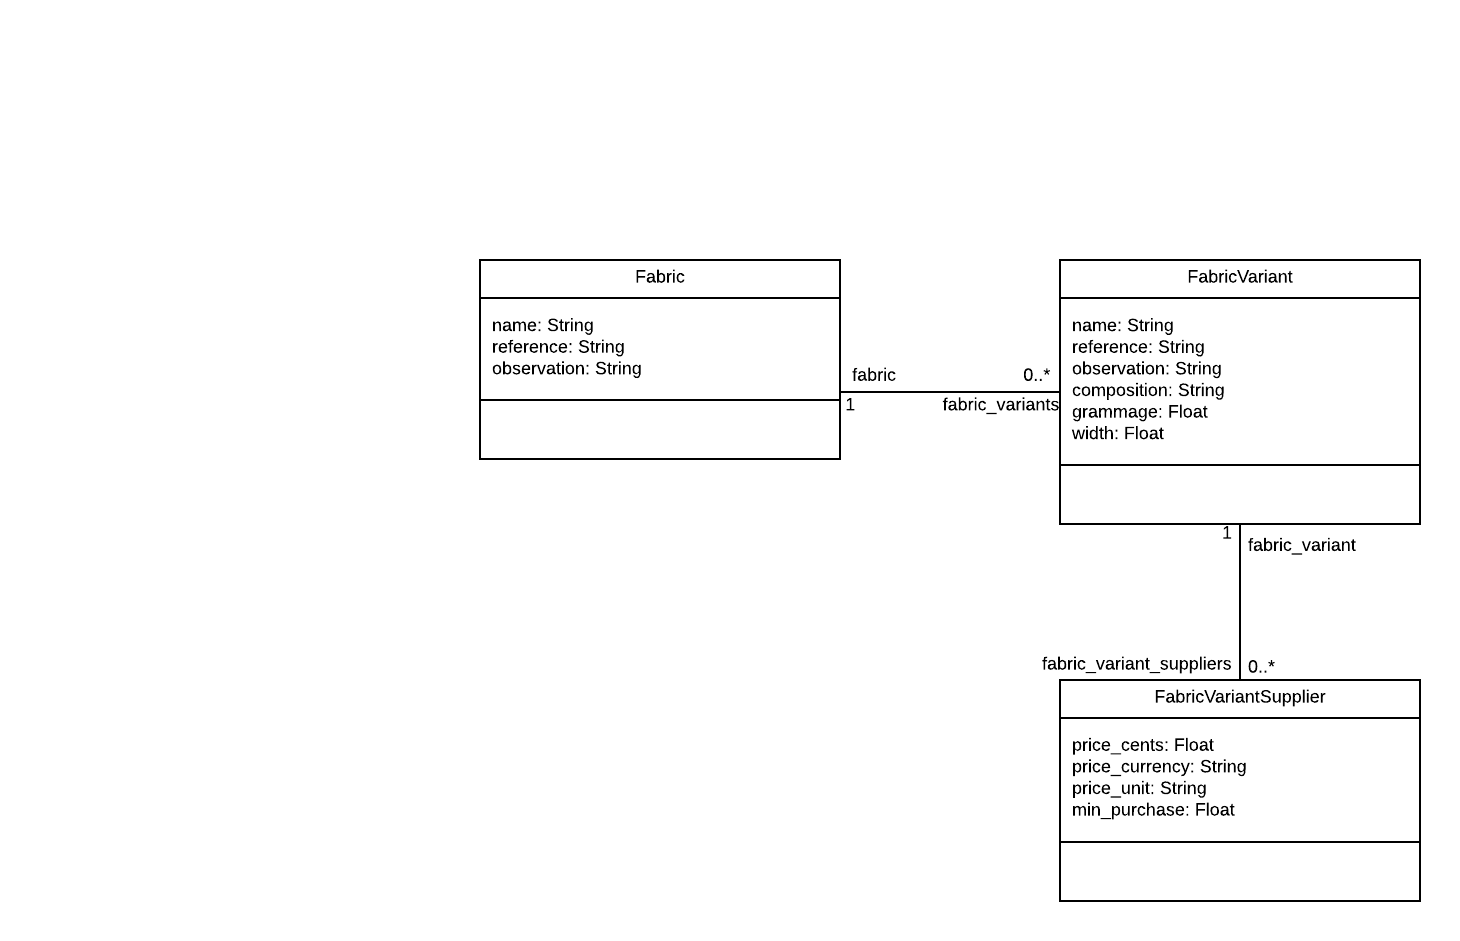 Fabric
name: String
reference: String
observation: String
fabric
1
0..*
fabric_variants
FabricVariant
name: String
reference: String
observation: String
composition: String
grammage: Float
width: Float
1
fabric_variant
fabric_variant_suppliers
0..*
FabricVariantSupplier
price_cents: Float
price_currency: String
price_unit: String
min_purchase: Float